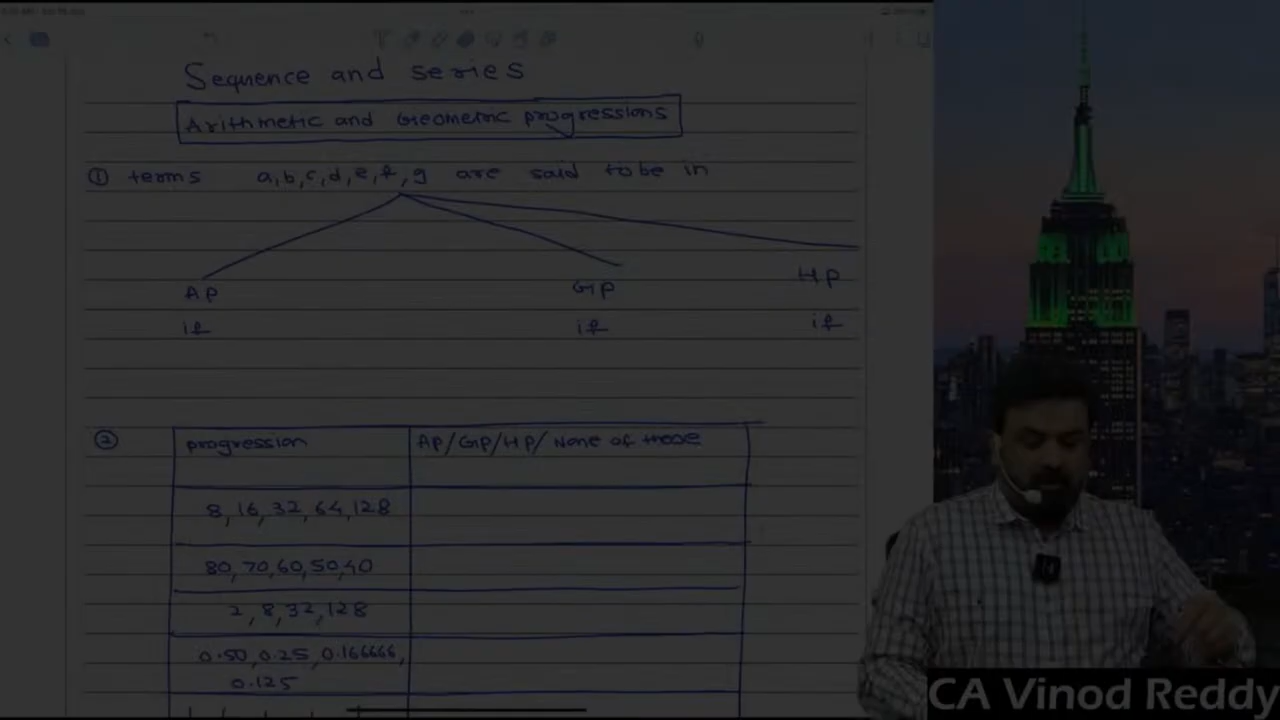 Sequence and series
Arithmetic and Geometric progressions
① terms a,b,c,d,e,f,g are said to be in
AP GP HP
if if if
② progression AP/GP/HP/None of these
8,16,32,64,128
80,70,60,50,40
2,8,32,128
0.50,0.25,0.166666,
0.125
CA Vinod Reddy